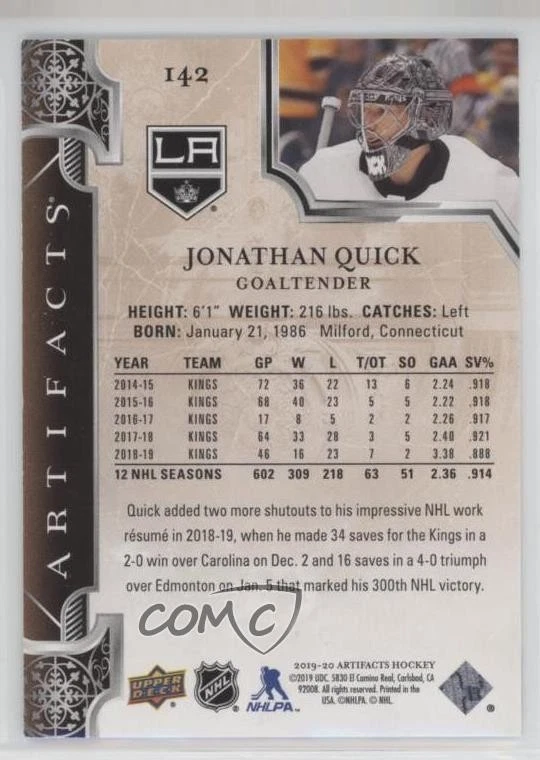 142
LA
JONATHAN QUICK
GOALTENDER
HEIGHT: 6'1" WEIGHT: 216 lbs. CATCHES: Left
BORN: January 21, 1986 Milford, Connecticut
YEAR TEAM GP W L T/OT SO GAA SV%
2014-15 KINGS 72 36 22 13 6 2.24 .918
2015-16 KINGS 68 40 23 5 5 2.22 .918
2016-17 KINGS 17 8 5 2 2 2.26 .917
2017-18 KINGS 64 33 28 3 5 2.40 .921
2018-19 KINGS 46 16 23 7 2 3.38 .888
12 NHL SEASONS 602 309 218 63 51 2.36 .914
Quick added two more shutouts to his impressive NHL work
résumé in 2018-19, when he made 34 saves for the Kings in a
2-0 win over Carolina on Dec. 2 and 16 saves in a 4-0 triumph
over Edmonton on Jan. 5 that marked his 300th NHL victory.
COMC
ARTIFACTS®
UPPER DECK
NHL
NHLPA
2019-20 ARTIFACTS HOCKEY
©2019 UDC. 5830 El Camino Real, Carlsbad, CA
92008. All rights reserved. Printed in the
USA. ©NHLPA. © NHL.
®